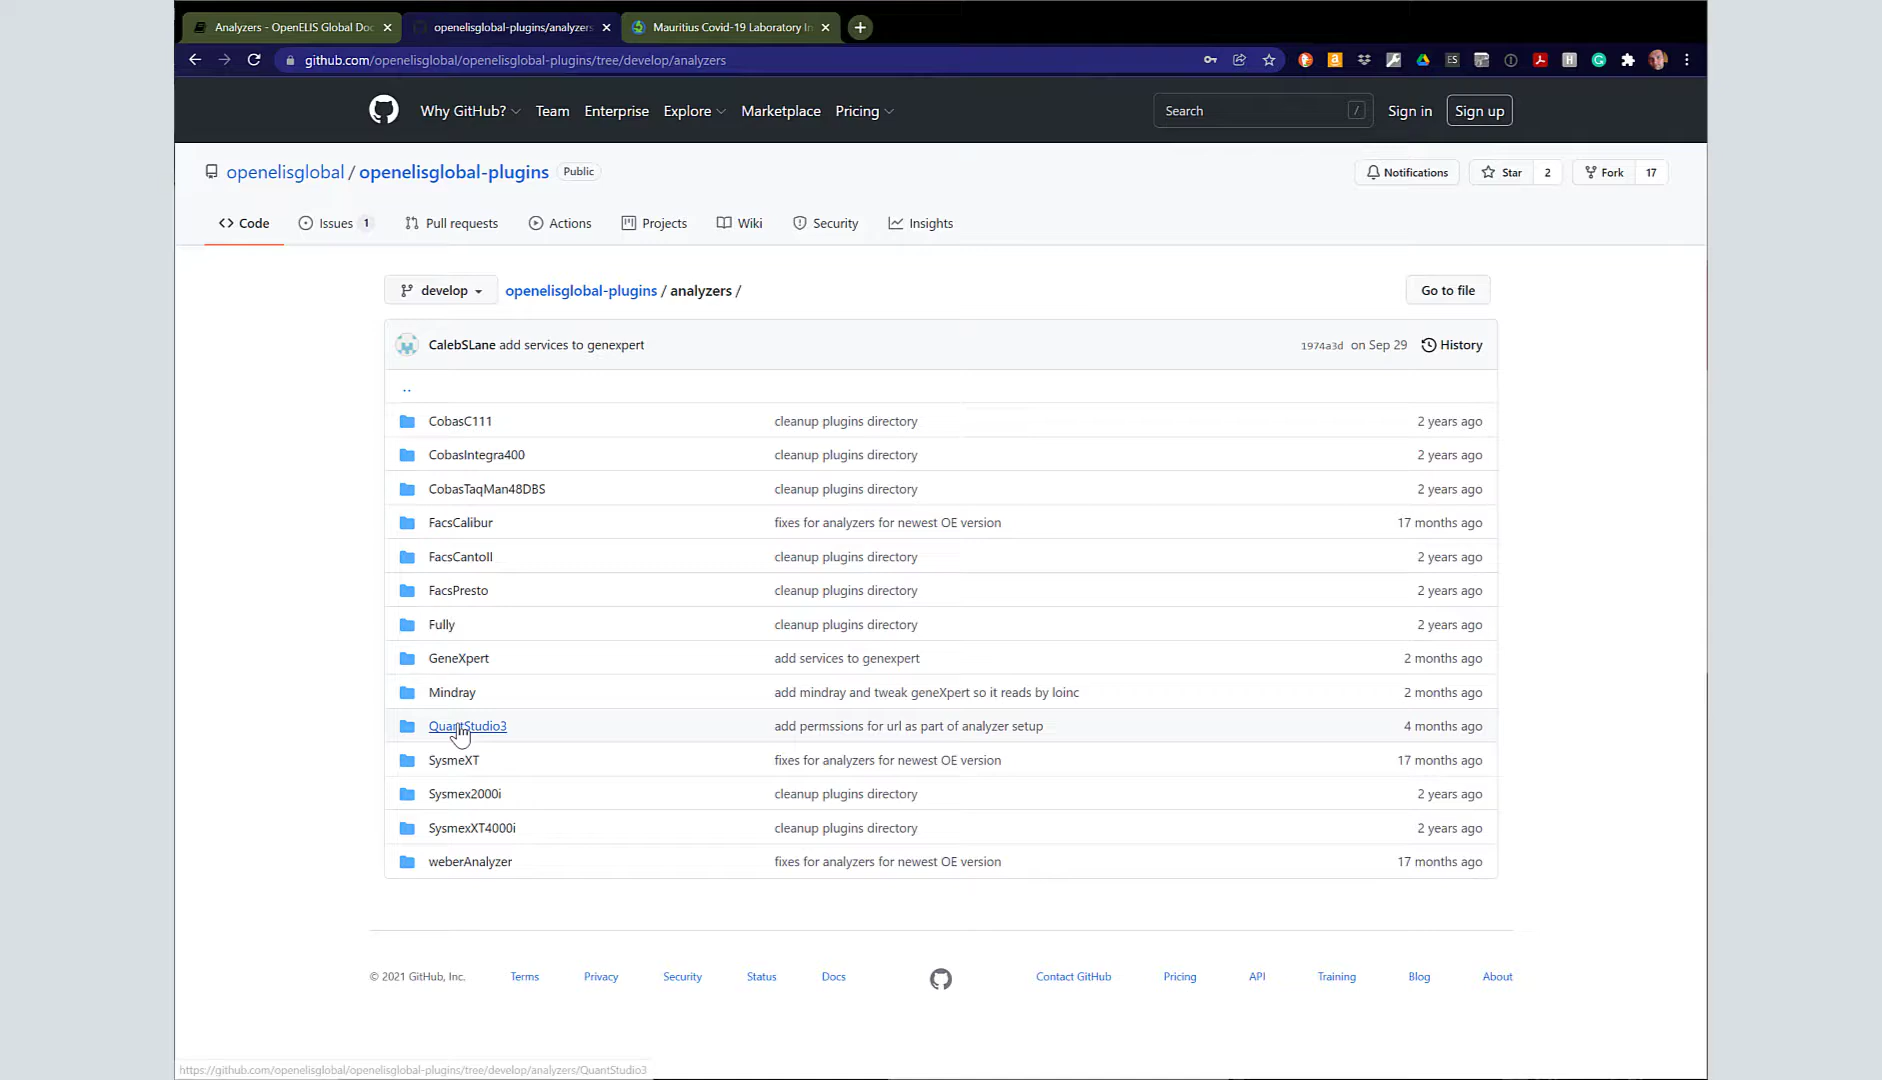 Analyzers - OpenELIS Global Doc
openelisglobal-plugins/analyzers
Mauritius Covid-19 Laboratory In
github.com/openelisglobal/openelisglobal-plugins/tree/develop/analyzers
Why GitHub? Team Enterprise Explore Marketplace Pricing Search / Sign in Sign up
openelisglobal / openelisglobal-plugins Public Notifications Star 2 Fork 17
Code Issues 1 Pull requests Actions Projects Wiki Security Insights
develop openelisglobal-plugins / analyzers / Go to file
CalebSLane add services to genexpert 1974a3d on Sep 29 History
..
CobasC111 cleanup plugins directory 2 years ago
CobasIntegra400 cleanup plugins directory 2 years ago
CobasTaqMan48DBS cleanup plugins directory 2 years ago
FacsCalibur fixes for analyzers for newest OE version 17 months ago
FacsCantoII cleanup plugins directory 2 years ago
FacsPresto cleanup plugins directory 2 years ago
Fully cleanup plugins directory 2 years ago
GeneXpert add services to genexpert 2 months ago
Mindray add mindray and tweak geneXpert so it reads by loinc 2 months ago
QuantStudio3 add permssions for url as part of analyzer setup 4 months ago
SysmeXT fixes for analyzers for newest OE version 17 months ago
Sysmex2000i cleanup plugins directory 2 years ago
SysmexXT4000i cleanup plugins directory 2 years ago
weberAnalyzer fixes for analyzers for newest OE version 17 months ago
© 2021 GitHub, Inc. Terms Privacy Security Status Docs Contact GitHub Pricing API Training Blog About
https://github.com/openelisglobal/openelisglobal-plugins/tree/develop/analyzers/QuantStudio3